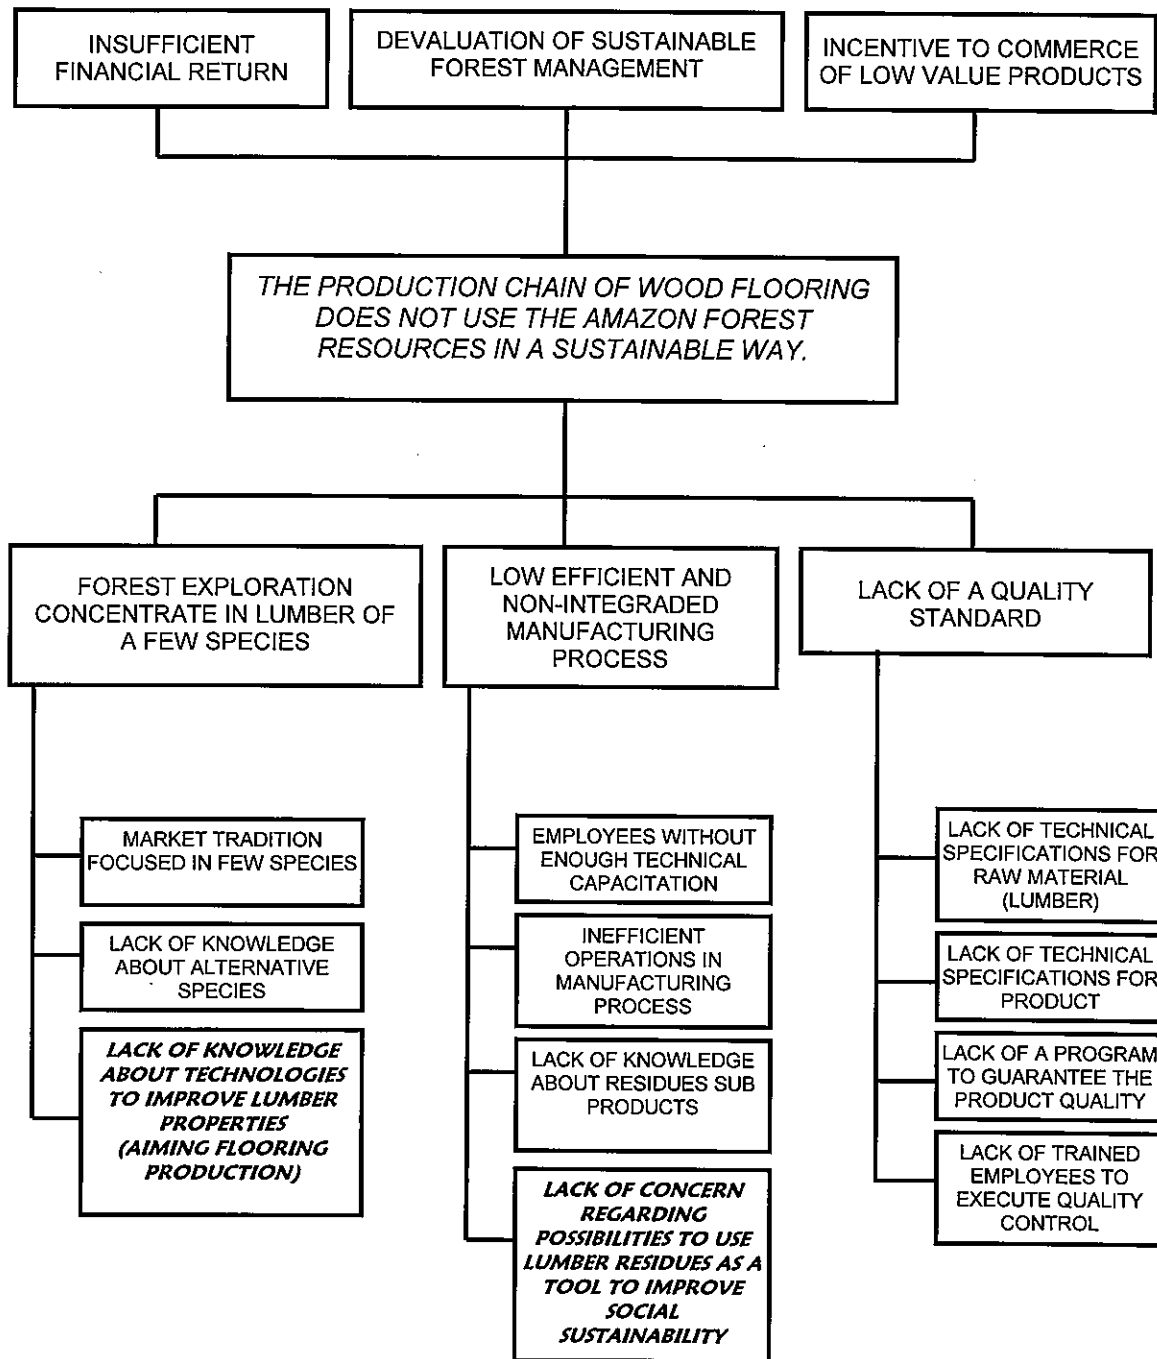 INSUFFICIENT
FINANCIAL RETURN
DEVALUATION OF SUSTAINABLE
FOREST MANAGEMENT
INCENTIVE TO COMMERCE
OF LOW VALUE PRODUCTS
THE PRODUCTION CHAIN OF WOOD FLOORING
DOES NOT USE THE AMAZON FOREST
RESOURCES IN A SUSTAINABLE WAY.
FOREST EXPLORATION
CONCENTRATE IN LUMBER OF
A FEW SPECIES
LOW EFFICIENT AND
NON-INTEGRADED
MANUFACTURING
PROCESS
LACK OF A QUALITY
STANDARD
MARKET TRADITION
FOCUSED IN FEW SPECIES
LACK OF KNOWLEDGE
ABOUT ALTERNATIVE
SPECIES
LACK OF KNOWLEDGE
ABOUT TECHNOLOGIES
TO IMPROVE LUMBER
PROPERTIES
(AIMING FLOORING
PRODUCTION)
EMPLOYEES WITHOUT
ENOUGH TECHNICAL
CAPACITATION
INEFFICIENT
OPERATIONS IN
MANUFACTURING
PROCESS
LACK OF KNOWLEDGE
ABOUT RESIDUES SUB
PRODUCTS
LACK OF CONCERN
REGARDING
POSSIBILITIES TO USE
LUMBER RESIDUES AS A
TOOL TO IMPROVE
SOCIAL
SUSTAINABILITY
LACK OF TECHNICAL
SPECIFICATIONS FOR
RAW MATERIAL
(LUMBER)
LACK OF TECHNICAL
SPECIFICATIONS FOR
PRODUCT
LACK OF A PROGRAM
TO GUARANTEE THE
PRODUCT QUALITY
LACK OF TRAINED
EMPLOYEES TO
EXECUTE QUALITY
CONTROL